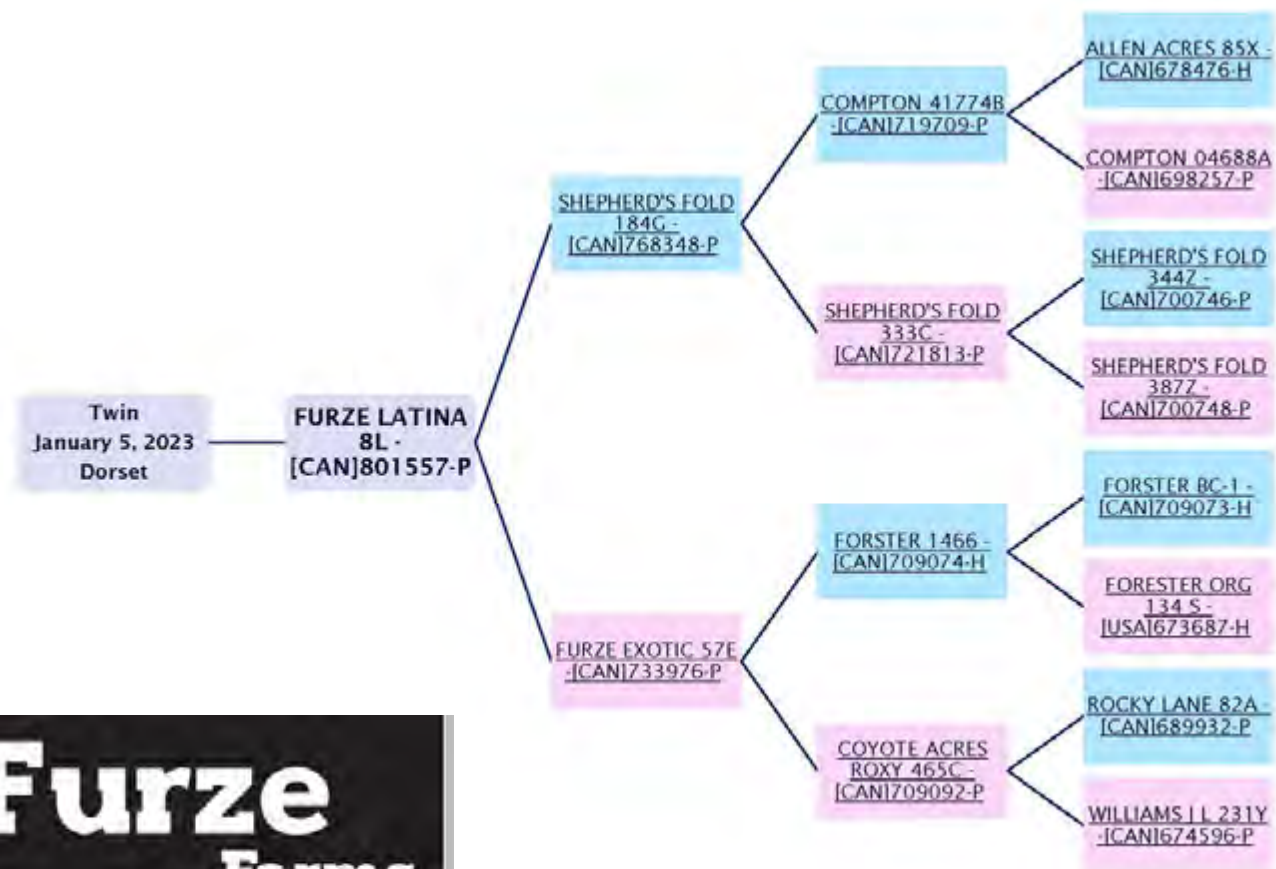 Twin
January 5, 2023
Dorset
FURZE LATINA
8L -
[CAN]801557-P
SHEPHERD'S FOLD
184G -
[CAN]768348-P
FURZE EXOTIC 57E
-[CAN]733976-P
COMPTON 41774B
-[CAN]719709-P
SHEPHERD'S FOLD
333C -
[CAN]721813-P
FORSTER 1466 -
[CAN]709074-H
COYOTE ACRES
ROXY 465C -
[CAN]709092-P
ALLEN ACRES 85X -
[CAN]678476-H
COMPTON 04688A
-[CAN]698257-P
SHEPHERD'S FOLD
344Z -
[CAN]700746-P
SHEPHERD'S FOLD
387Z -
[CAN]700748-P
FORSTER BC-1 -
[CAN]709073-H
FORESTER ORG
134 S -
[USA]673687-H
ROCKY LANE 82A -
[CAN]689932-P
WILLIAMS J L 231Y
-[CAN]674596-P
Furze
Farms